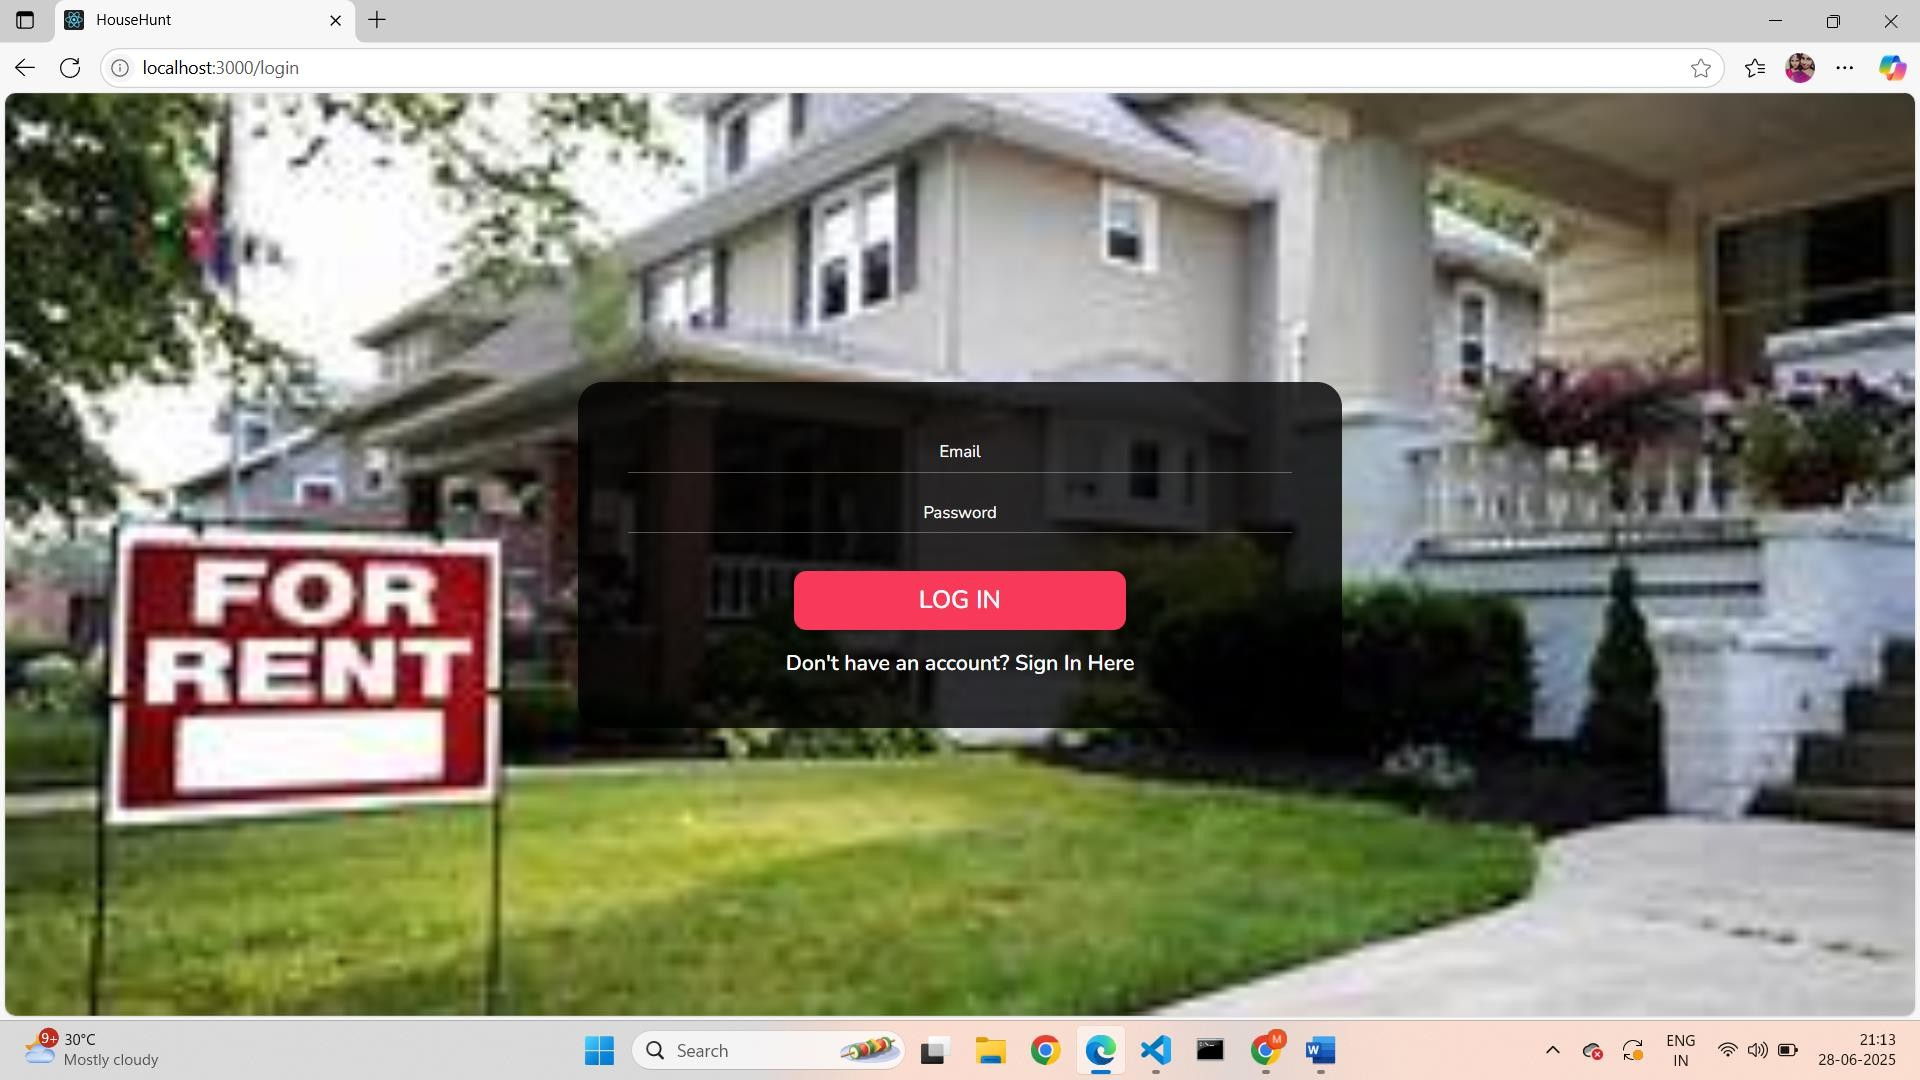 HouseHunt
localhost:3000/login
Email
Password
LOG IN
Don't have an account? Sign In Here
FOR
RENT
9+
30°C
Mostly cloudy
Search
M
W
ENG
IN
21:13
28-06-2025